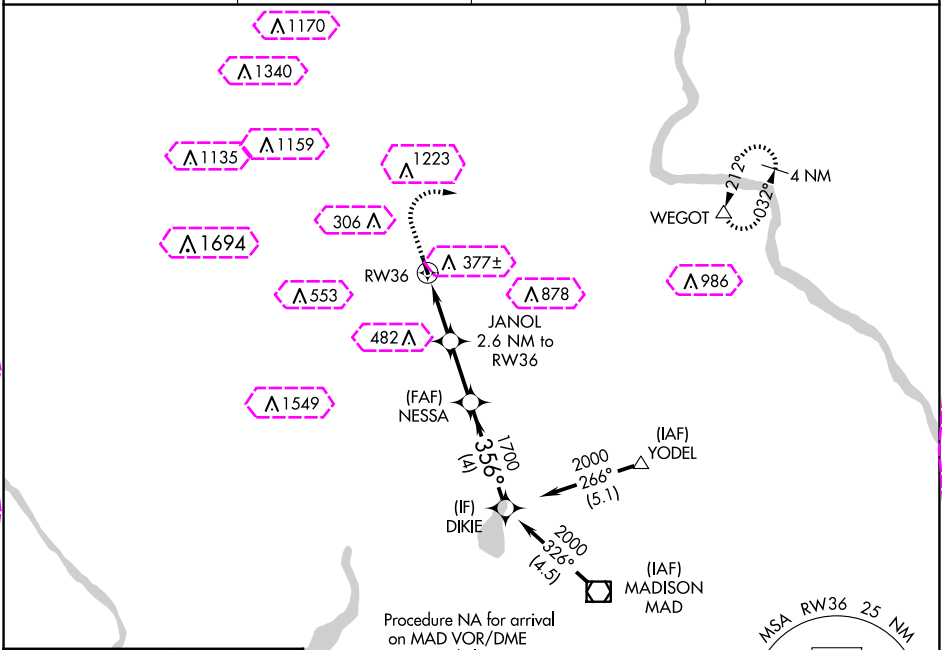 1170
1340
1159
1135
1223
4 NM
212°
032°
WEGOT
306
1694
377±
RW36
986
553
878
JANOL
2.6 NM to
RW36
482
(FAF)
NESSA
1549
1700
356°
(4)
(IAF)
YODEL
2000
266°
(5.1)
(IF)
DIKIE
2000
326°
(4.5)
(IAF)
MADISON
MAD
Procedure NA for arrival
on MAD VOR/DME
MSA RW36 25 NM